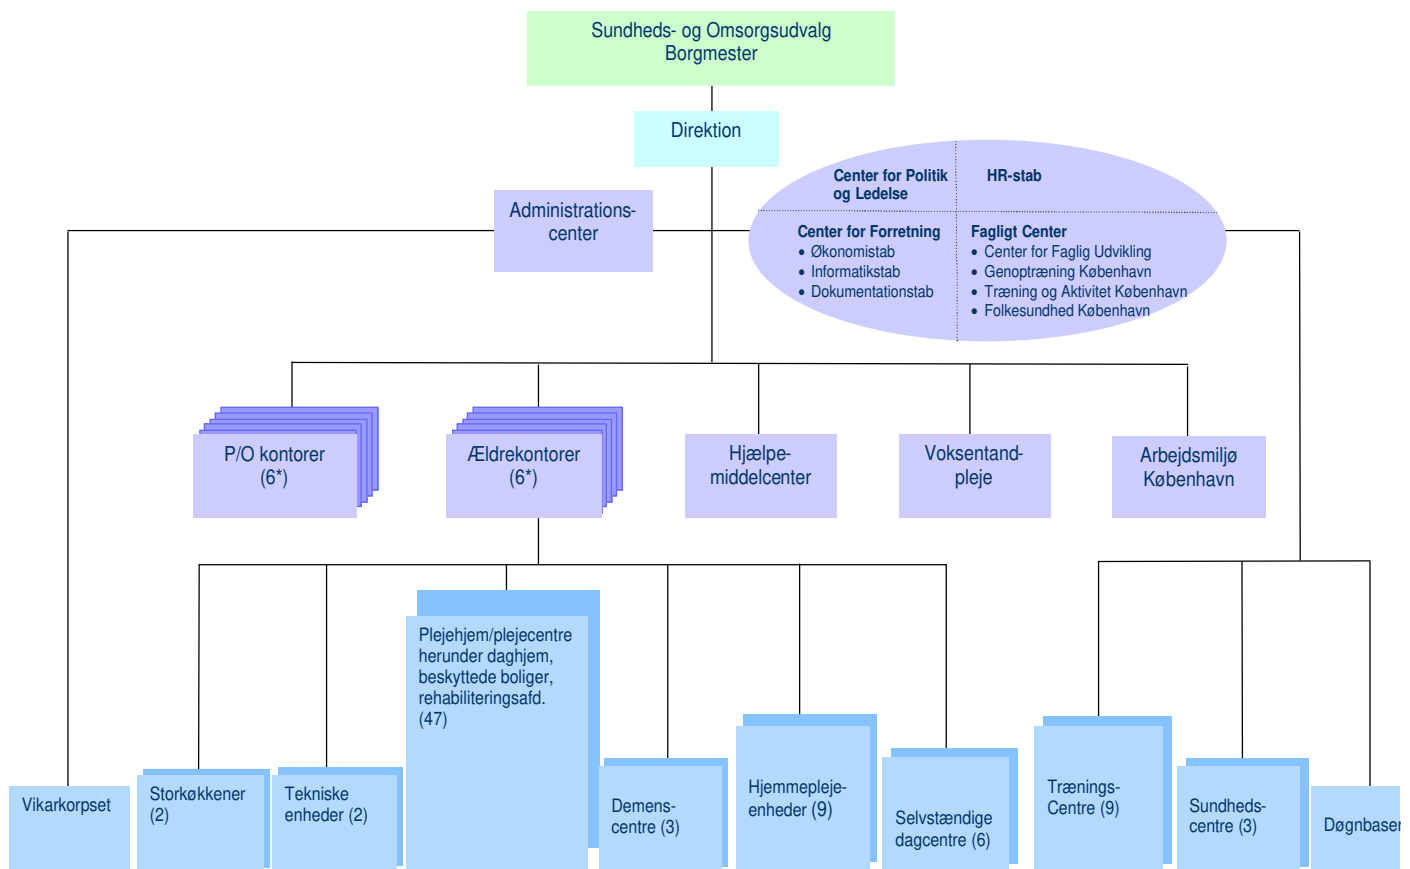 Sundheds- og Omsorgsudvalg
Borgmester
Direktion
Administrations-
center
Center for Politik
og Ledelse
HR-stab
Center for Forretning
• Økonomistab
• Informatikstab
• Dokumentationstab
Fagligt Center
• Center for Faglig Udvikling
• Genoptræning København
• Træning og Aktivitet København
• Folkesundhed København
P/O kontorer
(6*)
Ældrekontorer
(6*)
Hjælpe-
middelcenter
Voksentand-
pleje
Arbejdsmiljø
København
Vikarkorpset
Storkøkkener
(2)
Tekniske
enheder (2)
Plejehjem/plejecentre
herunder daghjem,
beskyttede boliger,
rehabiliteringsafd.
(47)
Demens-
centre (3)
Hjemmepleje-
enheder (9)
Selvstændige
dagcentre (6)
Trænings-
Centre (9)
Sundheds-
centre (3)
Døgnbaser